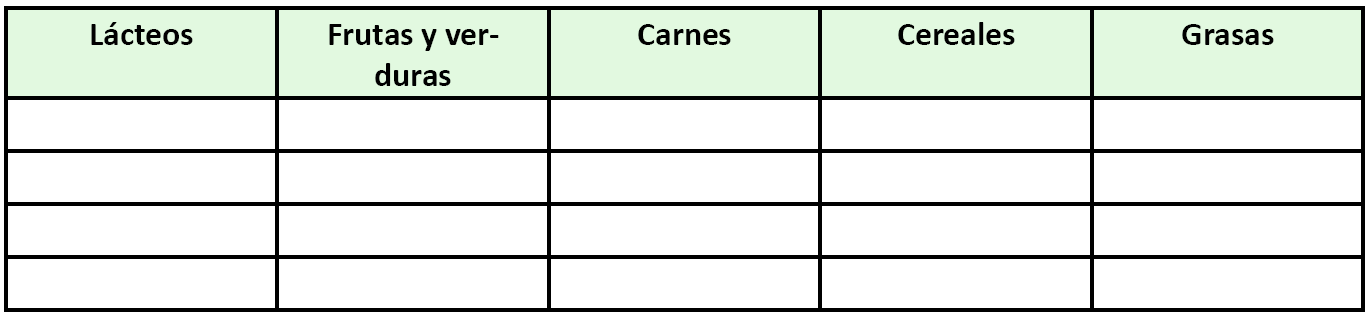 Lácteos
Frutas y ver-
duras
Carnes
Cereales
Grasas